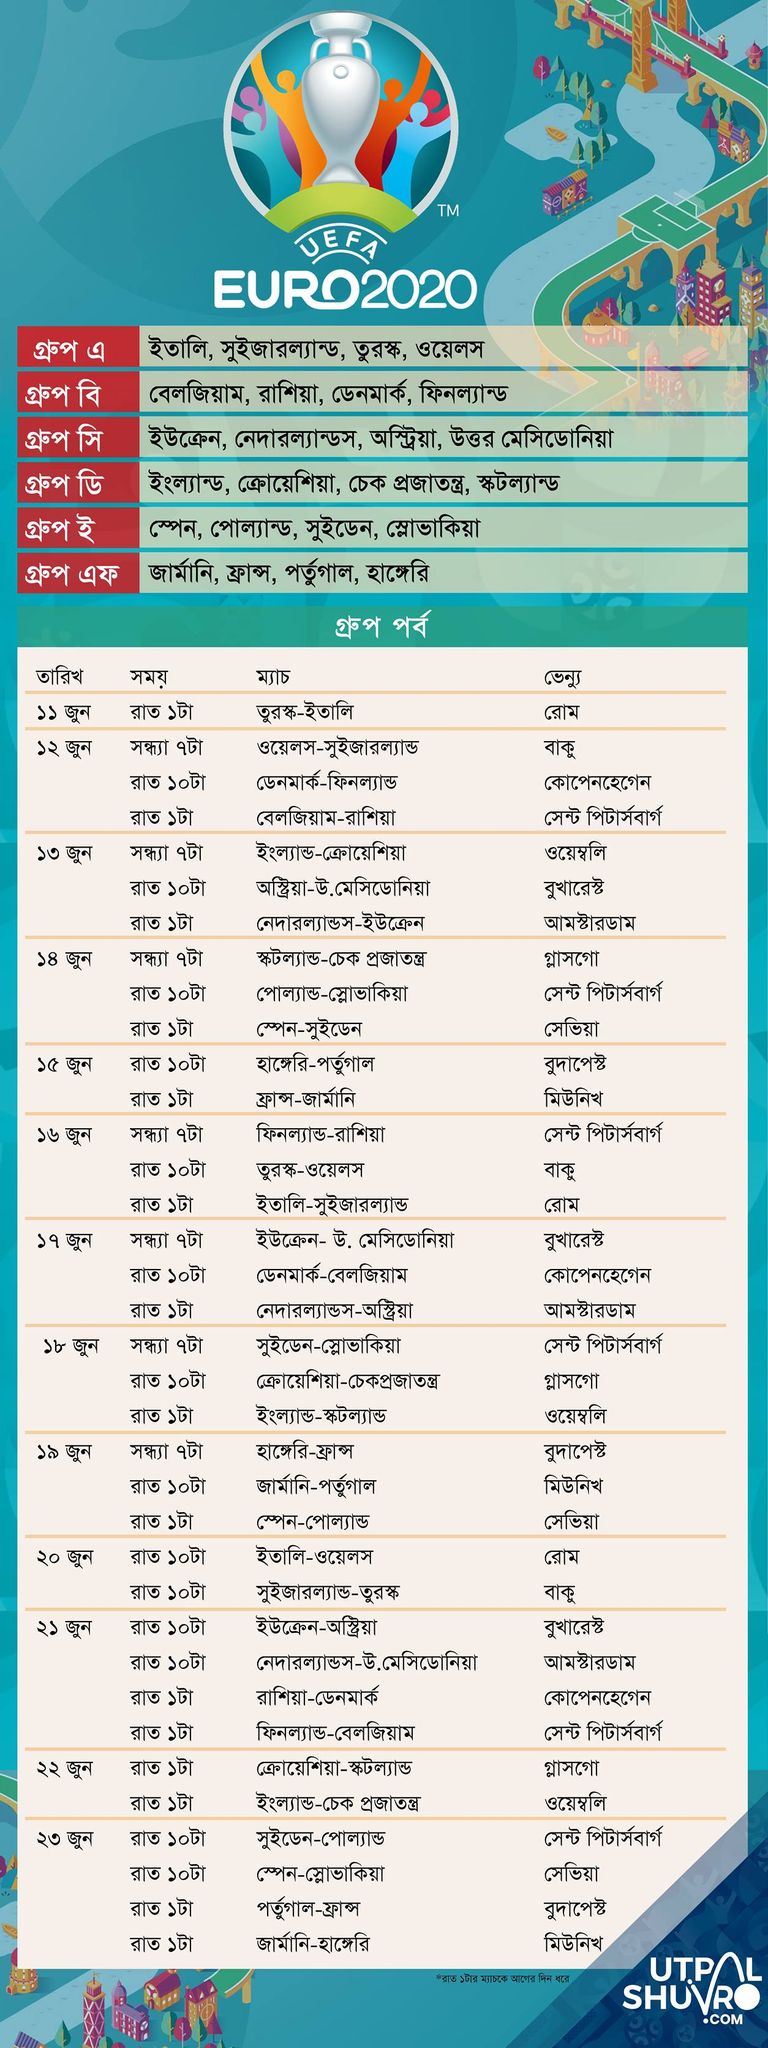 TM
UEFA
EURO2020
গ্রুপ এ ইতালি, সুইজারল্যান্ড, তুরস্ক, ওয়েলস
গ্রুপ বি বেলজিয়াম, রাশিয়া, ডেনমার্ক, ফিনল্যান্ড
গ্রুপ সি ইউক্রেন, নেদারল্যান্ডস, অস্ট্রিয়া, উত্তর মেসিডোনিয়া
গ্রুপ ডি ইংল্যান্ড, ক্রোয়েশিয়া, চেক প্রজাতন্ত্র, স্কটল্যান্ড
গ্রুপ ই স্পেন, পোল্যান্ড, সুইডেন, স্লোভাকিয়া
গ্রুপ এফ জার্মানি, ফ্রান্স, পর্তুগাল, হাঙ্গেরি
গ্রুপ পর্ব
তারিখ সময় ম্যাচ ভেন্যু
১১ জুন রাত ১টা তুরস্ক-ইতালি রোম
১২ জুন সন্ধ্যা ৭টা ওয়েলস-সুইজারল্যান্ড বাকু
রাত ১০টা ডেনমার্ক-ফিনল্যান্ড কোপেনহেগেন
রাত ১টা বেলজিয়াম-রাশিয়া সেন্ট পিটার্সবার্গ
১৩ জুন সন্ধ্যা ৭টা ইংল্যান্ড-ক্রোয়েশিয়া ওয়েম্বলি
রাত ১০টা অস্ট্রিয়া-উ.মেসিডোনিয়া বুখারেস্ট
রাত ১টা নেদারল্যান্ডস-ইউক্রেন আমস্টারডাম
১৪ জুন সন্ধ্যা ৭টা স্কটল্যান্ড-চেক প্রজাতন্ত্র গ্লাসগো
রাত ১০টা পোল্যান্ড-স্লোভাকিয়া সেন্ট পিটার্সবার্গ
রাত ১টা স্পেন-সুইডেন সেভিয়া
১৫ জুন রাত ১০টা হাঙ্গেরি-পর্তুগাল বুদাপেস্ট
রাত ১টা ফ্রান্স-জার্মানি মিউনিখ
১৬ জুন সন্ধ্যা ৭টা ফিনল্যান্ড-রাশিয়া সেন্ট পিটার্সবার্গ
রাত ১০টা তুরস্ক-ওয়েলস বাকু
রাত ১টা ইতালি-সুইজারল্যান্ড রোম
১৭ জুন সন্ধ্যা ৭টা ইউক্রেন- উ. মেসিডোনিয়া বুখারেস্ট
রাত ১০টা ডেনমার্ক-বেলজিয়াম কোপেনহেগেন
রাত ১টা নেদারল্যান্ডস-অস্ট্রিয়া আমস্টারডাম
১৮ জুন সন্ধ্যা ৭টা সুইডেন-স্লোভাকিয়া সেন্ট পিটার্সবার্গ
রাত ১০টা ক্রোয়েশিয়া-চেকপ্রজাতন্ত্র গ্লাসগো
রাত ১টা ইংল্যান্ড-স্কটল্যান্ড ওয়েম্বলি
১৯ জুন সন্ধ্যা ৭টা হাঙ্গেরি-ফ্রান্স বুদাপেস্ট
রাত ১০টা জার্মানি-পর্তুগাল মিউনিখ
রাত ১টা স্পেন-পোল্যান্ড সেভিয়া
২০ জুন রাত ১০টা ইতালি-ওয়েলস রোম
রাত ১০টা সুইজারল্যান্ড-তুরস্ক বাকু
২১ জুন রাত ১০টা ইউক্রেন-অস্ট্রিয়া বুখারেস্ট
রাত ১০টা নেদারল্যান্ডস-উ.মেসিডোনিয়া আমস্টারডাম
রাত ১টা রাশিয়া-ডেনমার্ক কোপেনহেগেন
রাত ১টা ফিনল্যান্ড-বেলজিয়াম সেন্ট পিটার্সবার্গ
২২ জুন রাত ১টা ক্রোয়েশিয়া-স্কটল্যান্ড গ্লাসগো
রাত ১টা ইংল্যান্ড-চেক প্রজাতন্ত্র ওয়েম্বলি
২৩ জুন রাত ১০টা সুইডেন-পোল্যান্ড সেন্ট পিটার্সবার্গ
রাত ১০টা স্পেন-স্লোভাকিয়া সেভিয়া
রাত ১টা পর্তুগাল-ফ্রান্স বুদাপেস্ট
রাত ১টা জার্মানি-হাঙ্গেরি মিউনিখ
*রাত ১টার ম্যাচকে আগের দিন ধরে
UTPAL
SHUVRO
.COM